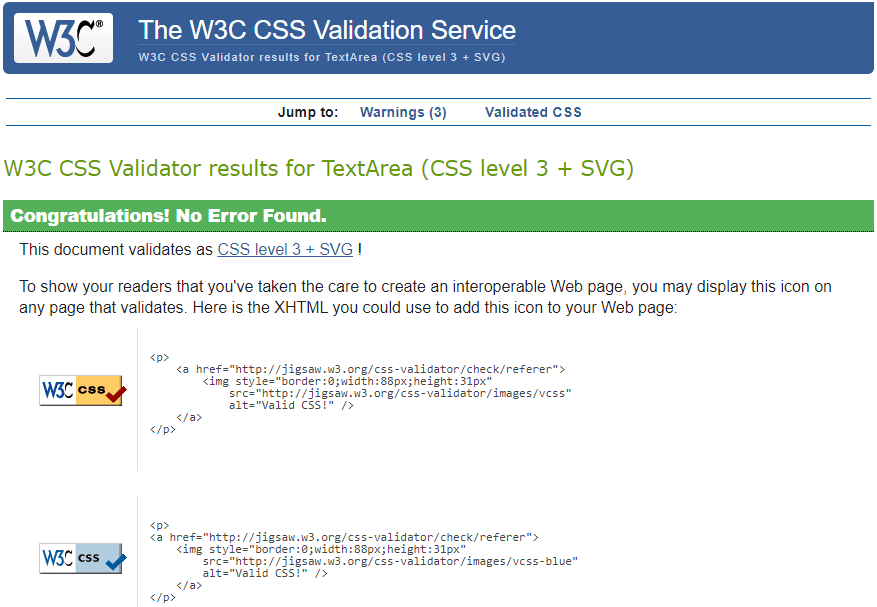 W3C®
The W3C CSS Validation Service
W3C CSS Validator results for TextArea (CSS level 3 + SVG)
Jump to: Warnings (3) Validated CSS
W3C CSS Validator results for TextArea (CSS level 3 + SVG)
Congratulations! No Error Found.
This document validates as CSS level 3 + SVG !
To show your readers that you've taken the care to create an interoperable Web page, you may display this icon on
any page that validates. Here is the XHTML you could use to add this icon to your Web page:
W3C css
<p>
<a href="http://jigsaw.w3.org/css-validator/check/referer">
<img style="border:0;width:88px;height:31px"
src="http://jigsaw.w3.org/css-validator/images/vcss"
alt="Valid CSS!" />
</a>
</p>
W3C css
<p>
<a href="http://jigsaw.w3.org/css-validator/check/referer">
<img style="border:0;width:88px;height:31px"
src="http://jigsaw.w3.org/css-validator/images/vcss-blue"
alt="Valid CSS!" />
</a>
</p>